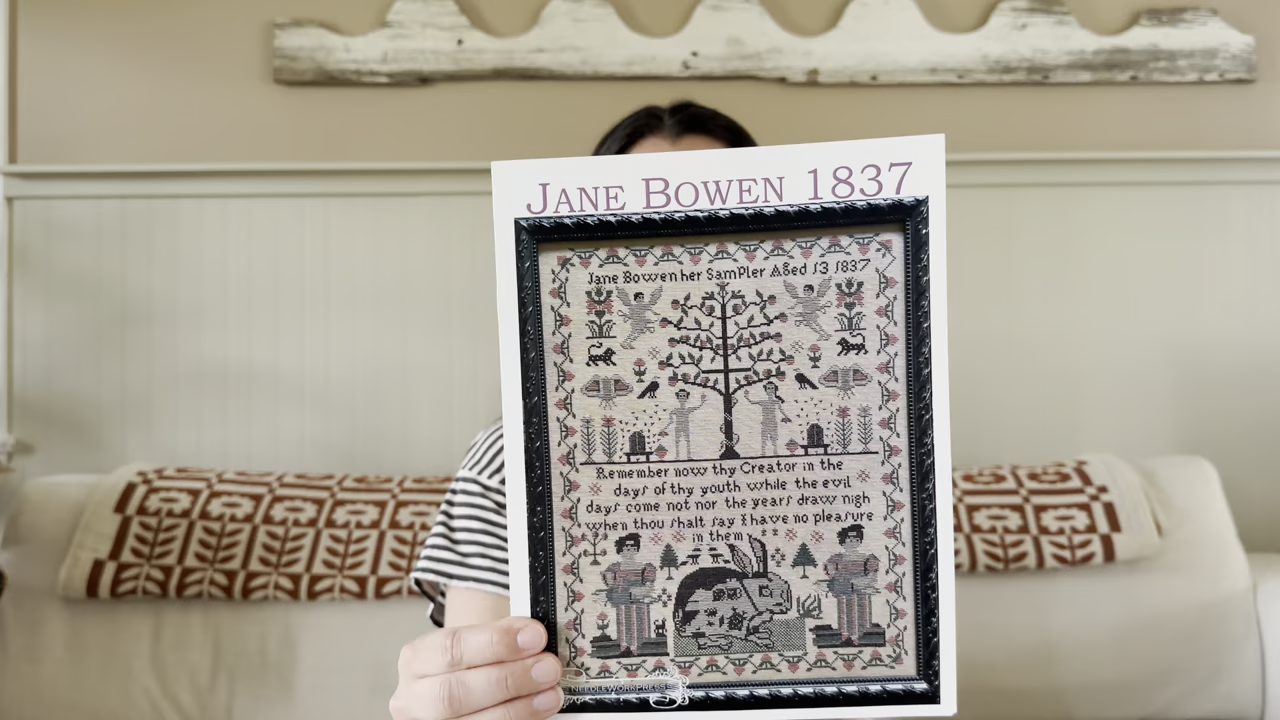 JANE BOWEN 1837
Jane Bowen her SamPler Aged 13 1837
Remember now thy Creator in the
days of thy youth while the evil
days come not nor the years draw nigh
when thou shalt say I have no pleasure
in them
NEEDLEWORKPRESS